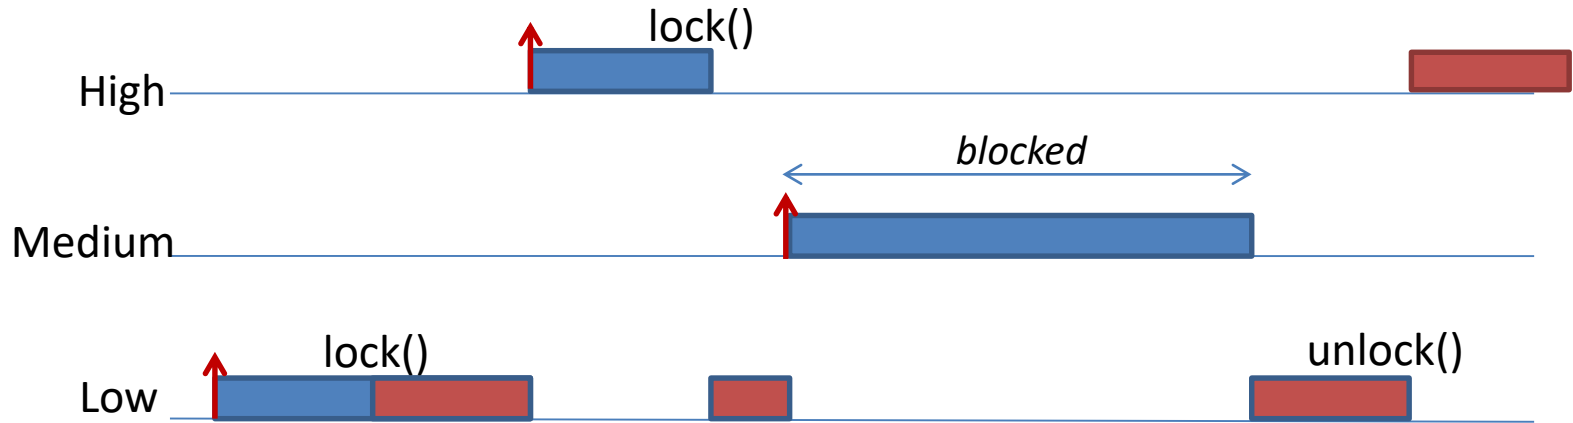 lock()
High
blocked
Medium
lock()
unlock()
Low